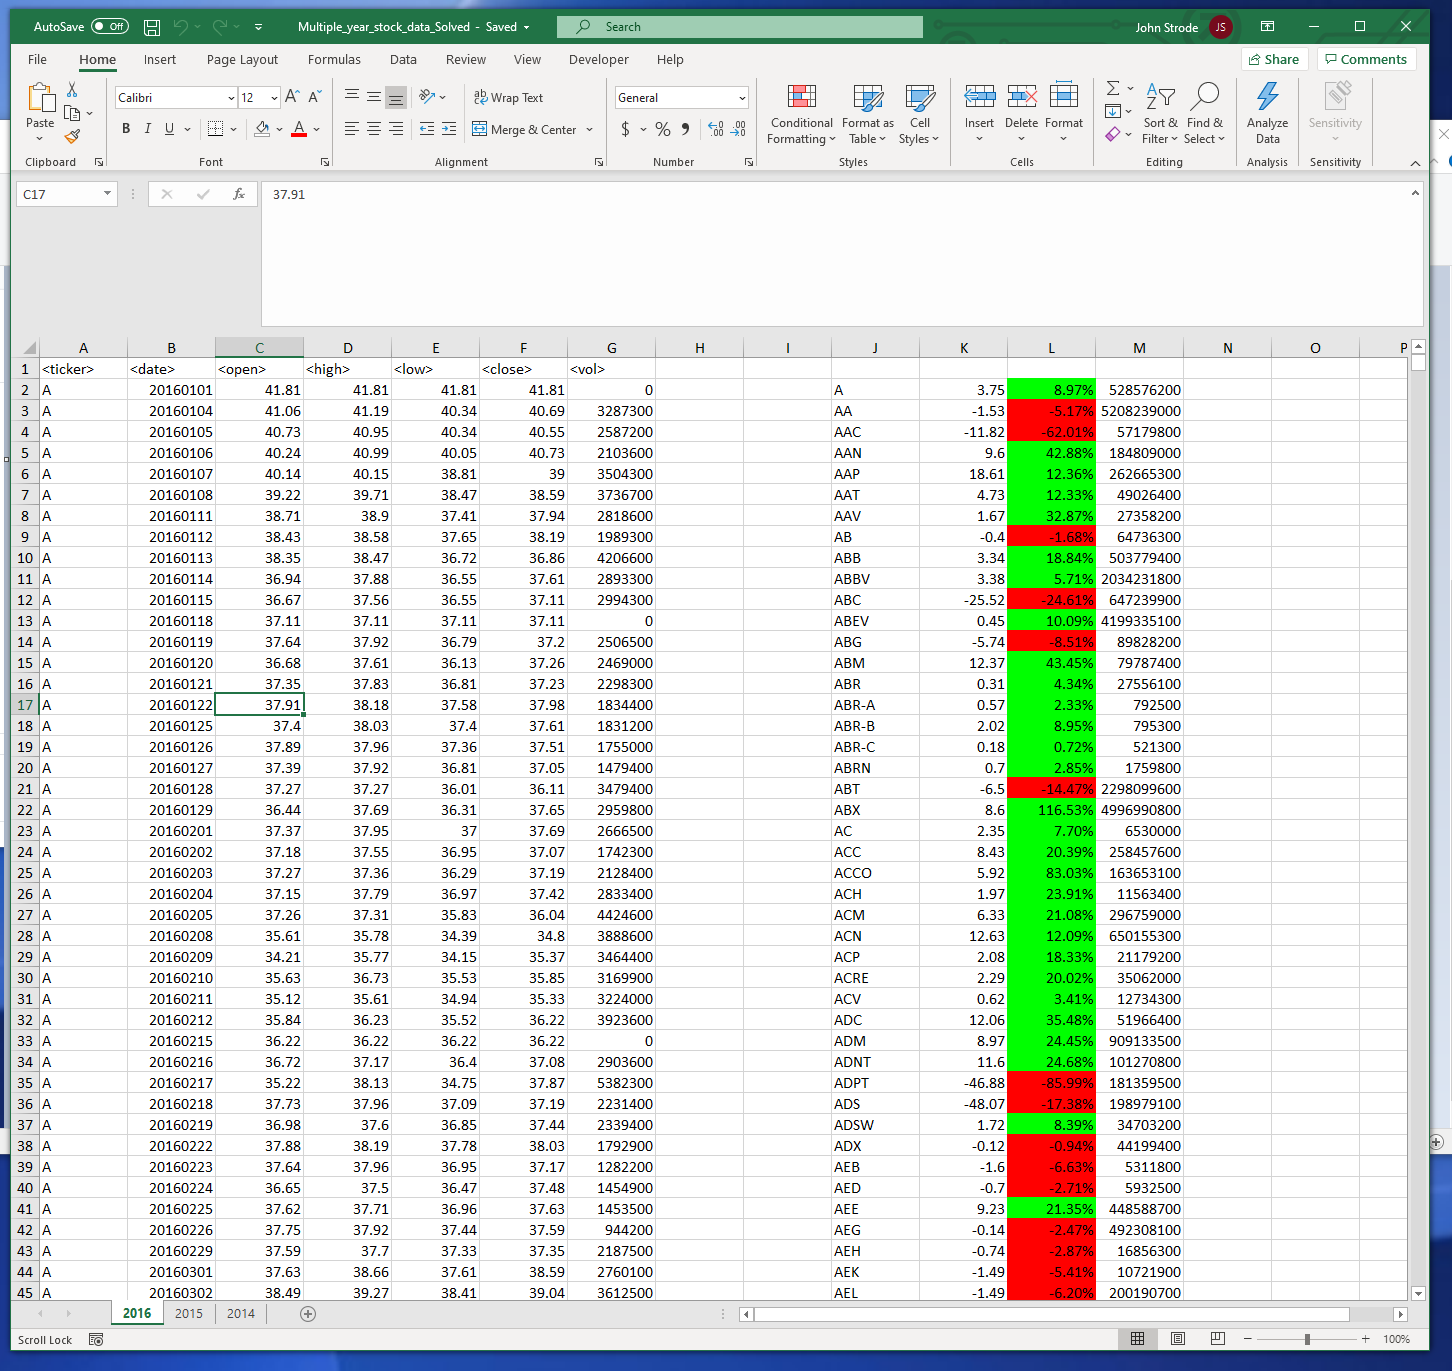 AutoSave Off Multiple_year_stock_data_Solved - Saved Search John Strode JS
File Home Insert Page Layout Formulas Data Review View Developer Help Share Comments
Calibri 12 A A Wrap Text General
Paste B I U A Merge & Center $ % 9 Conditional Formatting Format as Table Cell Styles Insert Delete Format Sort & Filter Find & Select Analyze Data Sensitivity
Clipboard Font Alignment Number Styles Cells Editing Analysis Sensitivity
C17 fx 37.91
A B C D E F G H I J K L M N O P
1 <ticker> <date> <open> <high> <low> <close> <vol>
2 A 20160101 41.81 41.81 41.81 41.81 0 A 3.75 8.97% 528576200
3 A 20160104 41.06 41.19 40.34 40.69 3287300 AA -1.53 -5.17% 5208239000
4 A 20160105 40.73 40.95 40.34 40.55 2587200 AAC -11.82 -62.01% 57179800
5 A 20160106 40.24 40.99 40.05 40.73 2103600 AAN 9.6 42.88% 184809000
6 A 20160107 40.14 40.15 38.81 39 3504300 AAP 18.61 12.36% 262665300
7 A 20160108 39.22 39.71 38.47 38.59 3736700 AAT 4.73 12.33% 49026400
8 A 20160111 38.71 38.9 37.41 37.94 2818600 AAV 1.67 32.87% 27358200
9 A 20160112 38.43 38.58 37.65 38.19 1989300 AB -0.4 -1.68% 64736300
10 A 20160113 38.35 38.47 36.72 36.86 4206600 ABB 3.34 18.84% 503779400
11 A 20160114 36.94 37.88 36.55 37.61 2893300 ABBV 3.38 5.71% 2034231800
12 A 20160115 36.67 37.56 36.55 37.11 2994300 ABC -25.52 -24.61% 647239900
13 A 20160118 37.11 37.11 37.11 37.11 0 ABEV 0.45 10.09% 4199335100
14 A 20160119 37.64 37.92 36.79 37.2 2506500 ABG -5.74 -8.51% 89828200
15 A 20160120 36.68 37.61 36.13 37.26 2469000 ABM 12.37 43.45% 79787400
16 A 20160121 37.35 37.83 36.81 37.23 2298300 ABR 0.31 4.34% 27556100
17 A 20160122 37.91 38.18 37.58 37.98 1834400 ABR-A 0.57 2.33% 792500
18 A 20160125 37.4 38.03 37.4 37.61 1831200 ABR-B 2.02 8.95% 795300
19 A 20160126 37.89 37.96 37.36 37.51 1755000 ABR-C 0.18 0.72% 521300
20 A 20160127 37.39 37.92 36.81 37.05 1479400 ABRN 0.7 2.85% 1759800
21 A 20160128 37.27 37.27 36.01 36.11 3479400 ABT -6.5 -14.47% 2298099600
22 A 20160129 36.44 37.69 36.31 37.65 2959800 ABX 8.6 116.53% 4996990800
23 A 20160201 37.37 37.95 37 37.69 2666500 AC 2.35 7.70% 6530000
24 A 20160202 37.18 37.55 36.95 37.07 1742300 ACC 8.43 20.39% 258457600
25 A 20160203 37.27 37.36 36.29 37.19 2128400 ACCO 5.92 83.03% 163653100
26 A 20160204 37.15 37.79 36.97 37.42 2833400 ACH 1.97 23.91% 11563400
27 A 20160205 37.26 37.31 35.83 36.04 4424600 ACM 6.33 21.08% 296759000
28 A 20160208 35.61 35.78 34.39 34.8 3888600 ACN 12.63 12.09% 650155300
29 A 20160209 34.21 35.77 34.15 35.37 3464400 ACP 2.08 18.33% 21179200
30 A 20160210 35.63 36.73 35.53 35.85 3169900 ACRE 2.29 20.02% 35062000
31 A 20160211 35.12 35.61 34.94 35.33 3224000 ACV 0.62 3.41% 12734300
32 A 20160212 35.84 36.23 35.52 36.22 3923600 ADC 12.06 35.48% 51966400
33 A 20160215 36.22 36.22 36.22 36.22 0 ADM 8.97 24.45% 909133500
34 A 20160216 36.72 37.17 36.4 37.08 2903600 ADNT 11.6 24.68% 101270800
35 A 20160217 35.22 38.13 34.75 37.87 5382300 ADPT -46.88 -85.99% 181359500
36 A 20160218 37.73 37.96 37.09 37.19 2231400 ADS -48.07 -17.38% 198979100
37 A 20160219 36.98 37.6 36.85 37.44 2339400 ADSW 1.72 8.39% 34703200
38 A 20160222 37.88 38.19 37.78 38.03 1792900 ADX -0.12 -0.94% 44199400
39 A 20160223 37.64 37.96 36.95 37.17 1282200 AEB -1.6 -6.63% 5311800
40 A 20160224 36.65 37.5 36.47 37.48 1454900 AED -0.7 -2.71% 5932500
41 A 20160225 37.62 37.71 36.96 37.63 1453500 AEE 9.23 21.35% 448588700
42 A 20160226 37.75 37.92 37.44 37.59 944200 AEG -0.14 -2.47% 492308100
43 A 20160229 37.59 37.7 37.33 37.35 2187500 AEH -0.74 -2.87% 16856300
44 A 20160301 37.63 38.66 37.61 38.59 2760100 AEK -1.49 -5.41% 10721900
45 A 20160302 38.49 39.27 38.41 39.04 3612500 AEL -1.49 -6.20% 200190700
2016 2015 2014
Scroll Lock 100%